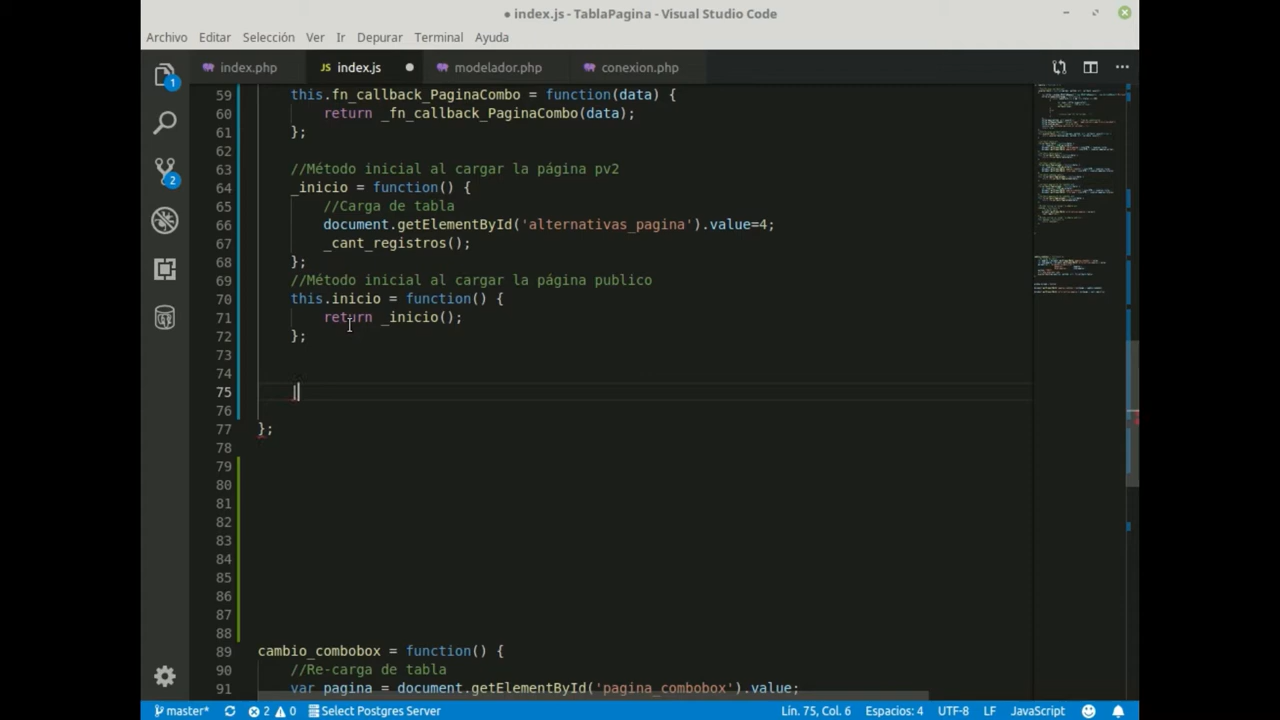 ● index.js - TablaPagina - Visual Studio Code
Archivo Editar Selección Ver Ir Depurar Terminal Ayuda
index.php JS index.js ● modelador.php conexion.php
59 this.fn_callback_PaginaCombo = function(data) {
60 return _fn_callback_PaginaCombo(data);
61 };
62
63 //Método inicial al cargar la página pv2
64 _inicio = function() {
65 //Carga de tabla
66 document.getElementById('alternativas_pagina').value=4;
67 _cant_registros();
68 };
69 //Método inicial al cargar la página publico
70 this.inicio = function() {
71 return _inicio();
72 };
73
74
75
76
77 };
78
79
80
81
82
83
84
85
86
87
88
89 cambio_combobox = function() {
90 //Re-carga de tabla
91 var pagina = document.getElementById('pagina_combobox').value;
1
2
master* 2 0 Select Postgres Server Lín. 75, Col. 6 Espacios: 4 UTF-8 LF JavaScript